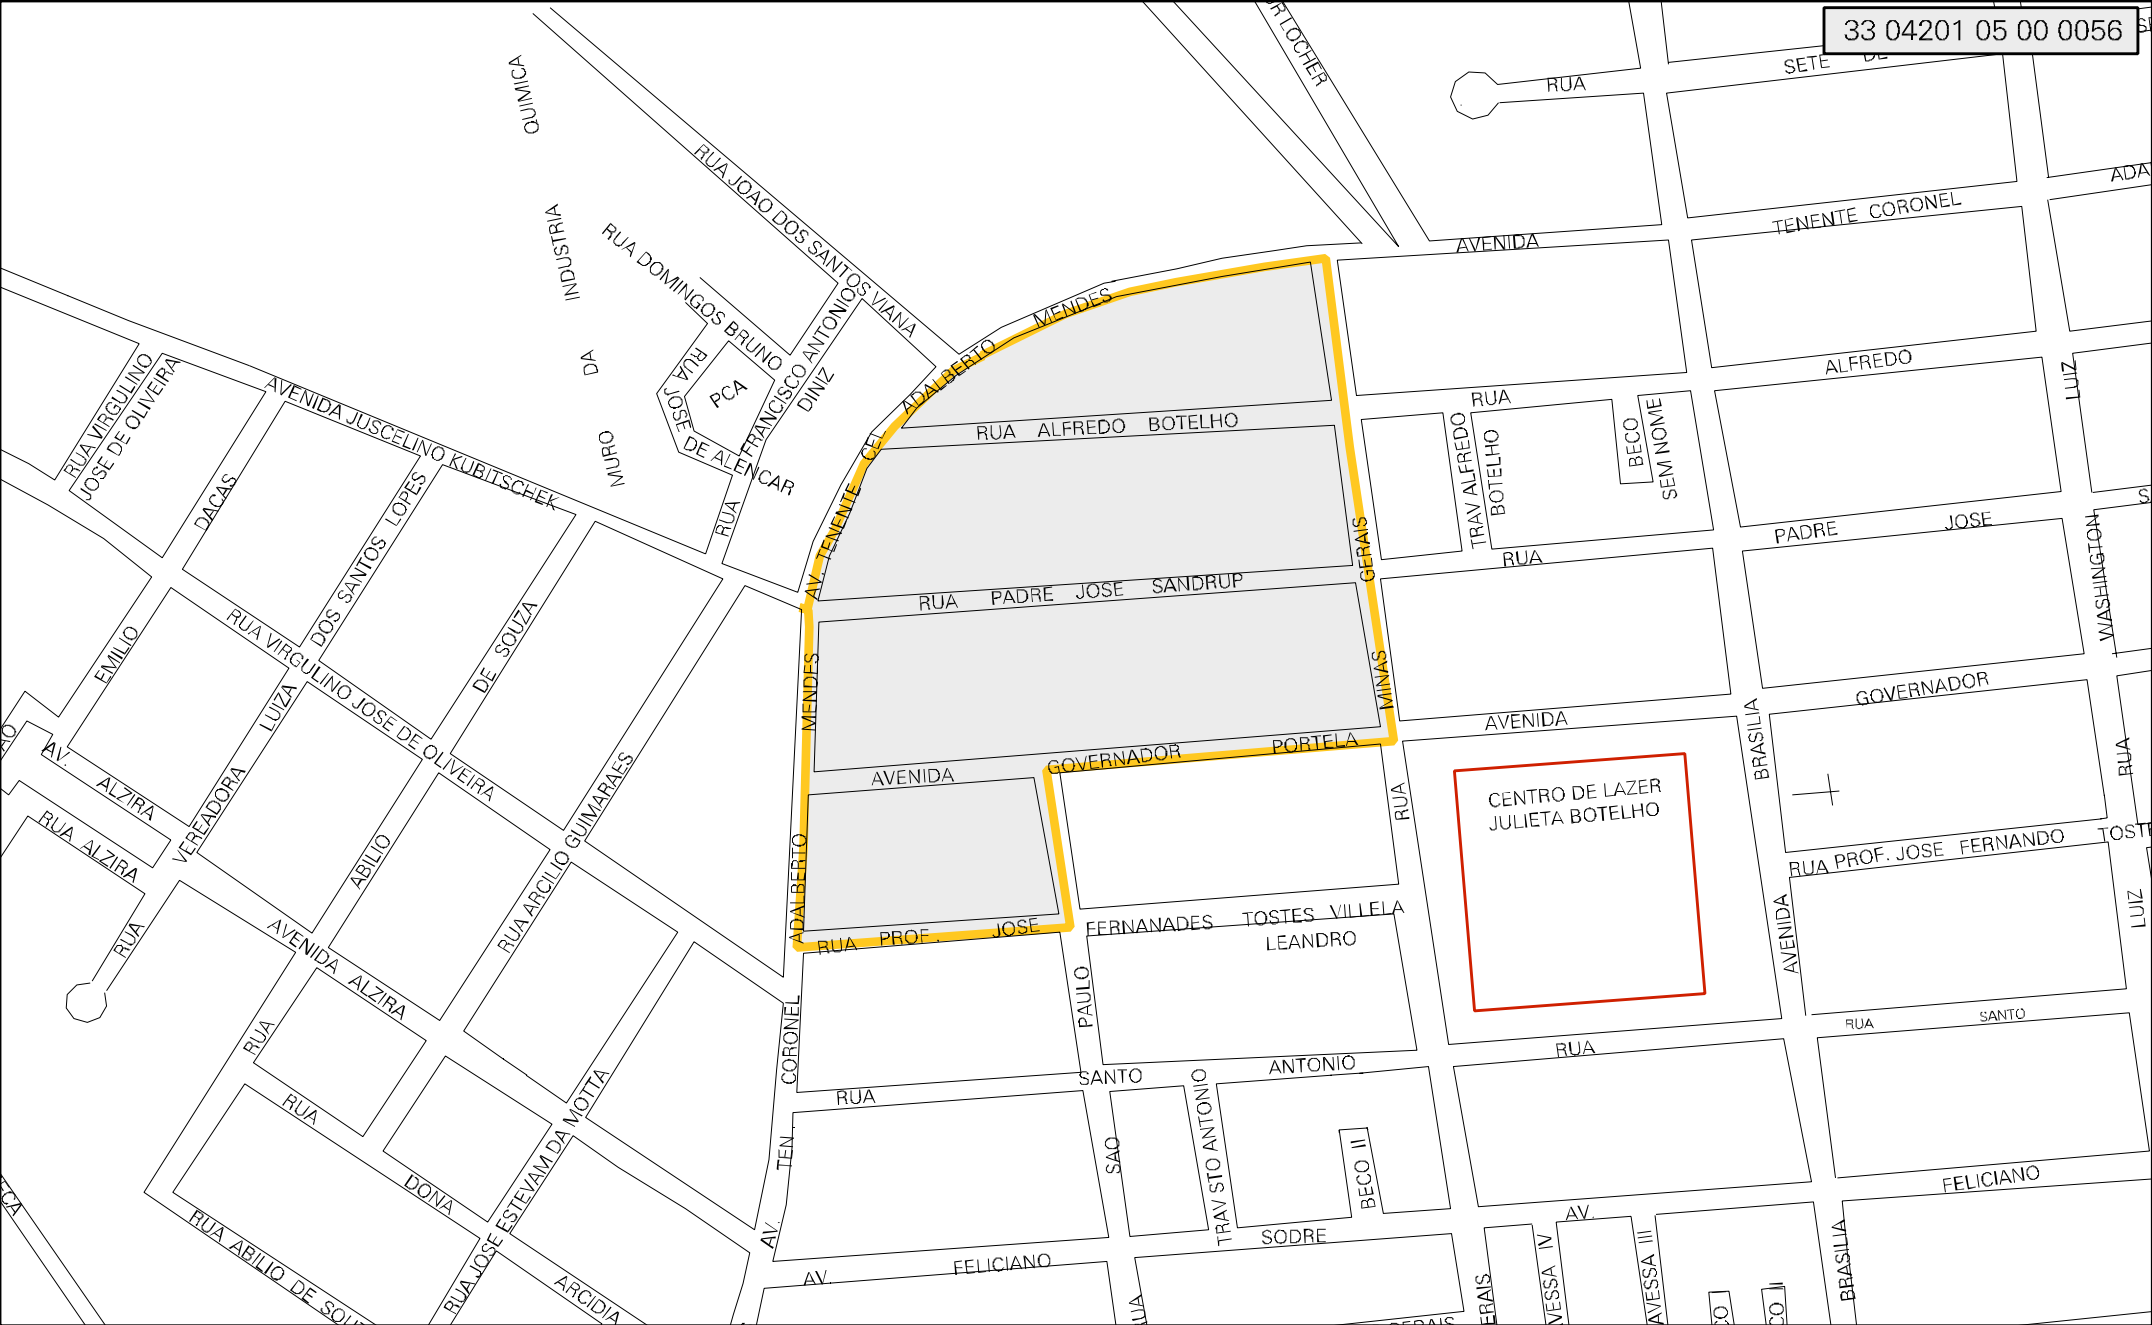 33 04201 05 00 0056
QUIMICA
LOCHER
RUA
SETE
RUA JOAO DOS SANTOS VIANA
TENENTE CORONEL
ADA
INDUSTRIA
RUA DOMINGOS BRUNO
AVENIDA
MENDES
ADALBERTO
AV. TENENTE CEL
DA
MURO
RUA JOSE
DE ALENCAR
PCA
RUA
FRANCISCO ANTONIO
DINIZ
RUA VIRGULINO
JOSE DE OLIVEIRA
AVENIDA JUSCELINO KUBITSCHEK
RUA ALFREDO BOTELHO
RUA
ALFREDO
LUIZ
TRAV ALFREDO
BOTELHO
BECO
SEM NOME
DACAS
EMILIO
DOS SANTOS LOPES
LUIZA
VEREADORA
RUA
RUA PADRE JOSE SANDRUP
RUA
PADRE JOSE
GERAIS
MINAS
RUA
WASHINGTON
RUA
LUIZ
RUA VIRGULINO JOSE DE OLIVEIRA
DE SOUZA
ABILIO
RUA
MENDES
ADALBERTO
CORONEL
TEN.
AV.
AVENIDA
GOVERNADOR
PORTELA
AVENIDA
GOVERNADOR
BRASILIA
AVENIDA
AV. ALZIRA
RUA ALZIRA
RUA ARCILIO GUIMARAES
CENTRO DE LAZER
JULIETA BOTELHO
RUA PROF. JOSE FERNANDO
RUA PROF. JOSE
FERNANADES TOSTES VILLELA
LEANDRO
AVENIDA ALZIRA
PAULO
SAO
RUA SANTO
RUA
RUA
SANTO
ANTONIO
TRAV STO ANTONIO
BECO II
RUA
DONA
ARCIDIA
RUA JOSE ESTEVAM DA MOTTA
RUA ABILIO DE
AV.
FELICIANO
SODRE
AV.
FELICIANO
BRASILIA